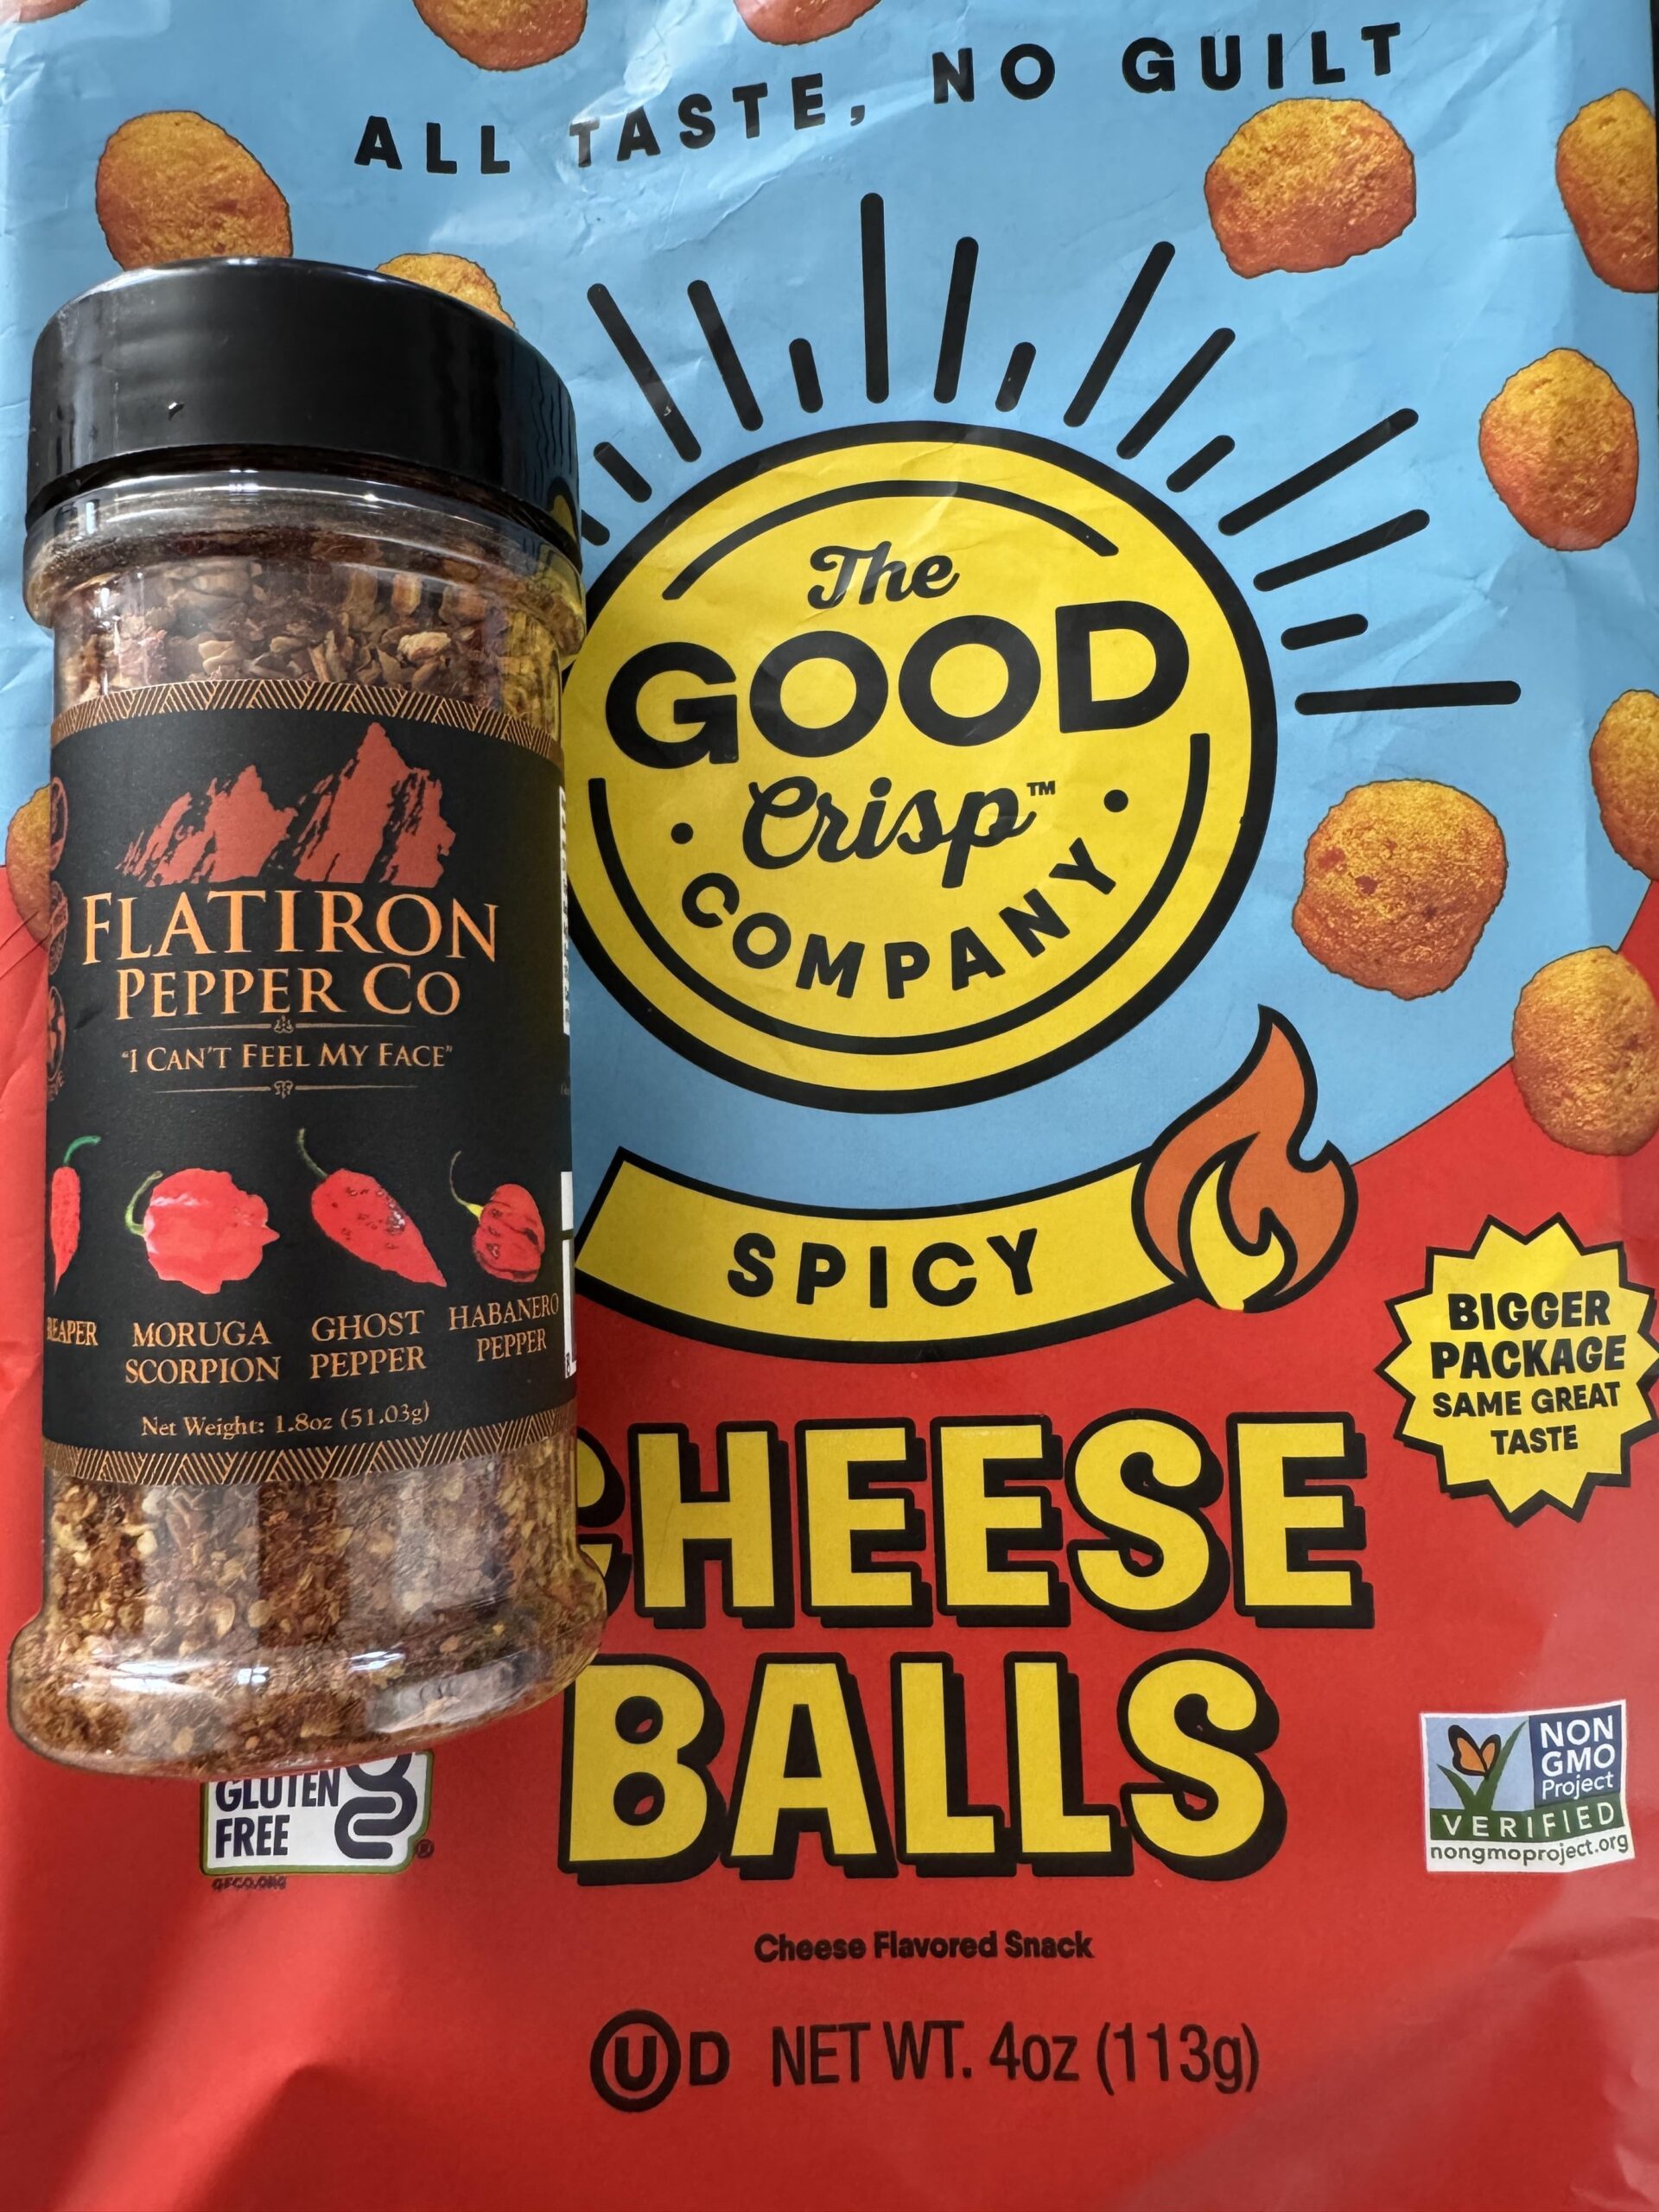 ALL TASTE, NO GUILT
The
GOOD
Crisp™
COMPANY
SPICY
CHEESE
BALLS
BIGGER
PACKAGE
SAME GREAT
TASTE
NON
GMO
Project
VERIFIED
nongmoproject.org
GLUTEN
FREE
GFCO.ORG
Cheese Flavored Snack
U D NET WT. 4oz (113g)
FLATIRON
PEPPER CO
"I CAN'T FEEL MY FACE"
REAPER
MORUGA
SCORPION
GHOST
PEPPER
HABANERO
PEPPER
Net Weight: 1.8oz (51.03g)